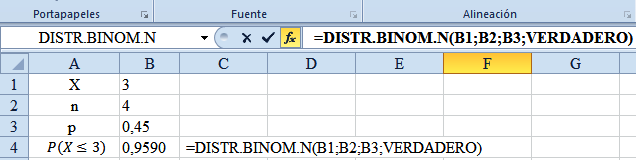 Portapapeles Fuente Alineación
DISTR.BINOM.N fx =DISTR.BINOM.N(B1;B2;B3;VERDADERO)
A B C D E F G
1 X 3
2 n 4
3 p 0,45
4 P(X ≤ 3) 0,9590 =DISTR.BINOM.N(B1;B2;B3;VERDADERO)